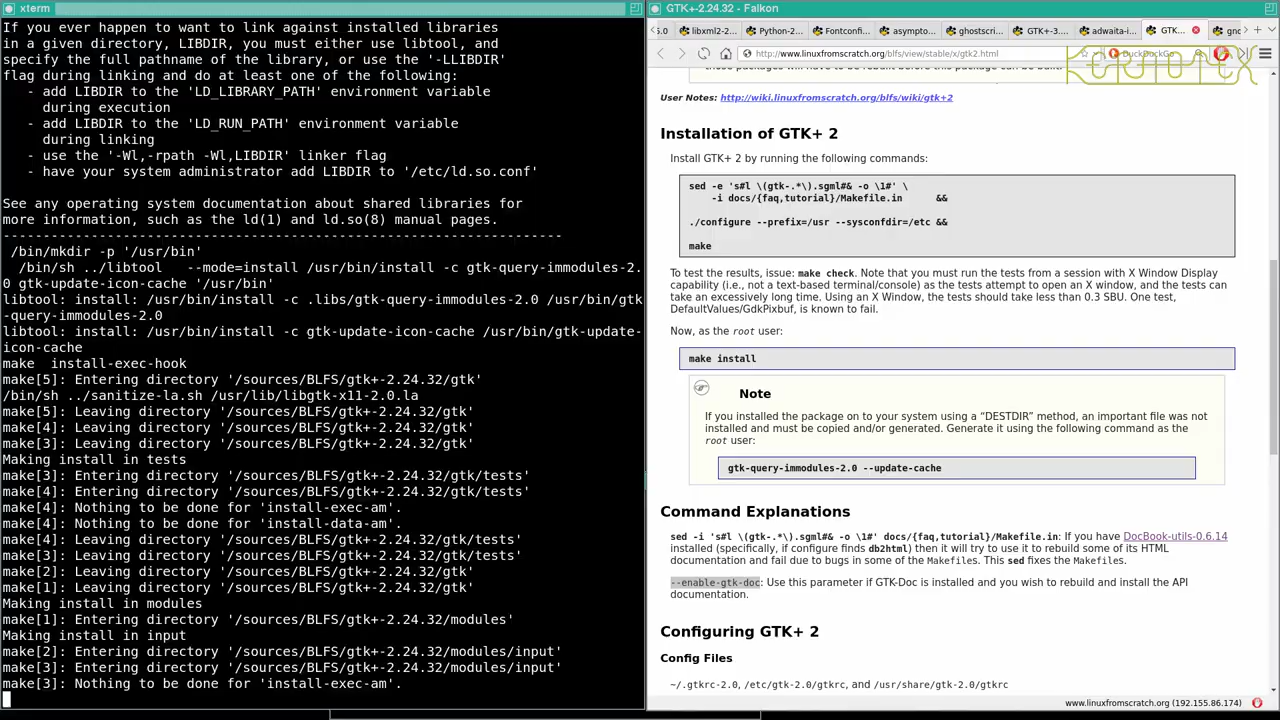 xterm
If you ever happen to want to link against installed libraries
in a given directory, LIBDIR, you must either use libtool, and
specify the full pathname of the library, or use the '-LLIBDIR'
flag during linking and do at least one of the following:
- add LIBDIR to the 'LD_LIBRARY_PATH' environment variable
during execution
- add LIBDIR to the 'LD_RUN_PATH' environment variable
during linking
- use the '-Wl,-rpath -Wl,LIBDIR' linker flag
- have your system administrator add LIBDIR to '/etc/ld.so.conf'
See any operating system documentation about shared libraries for
more information, such as the ld(1) and ld.so(8) manual pages.
----------------------------------------------------------------------
/bin/mkdir -p '/usr/bin'
/bin/sh ../libtool   --mode=install /usr/bin/install -c gtk-query-immodules-2.
0 gtk-update-icon-cache '/usr/bin'
libtool: install: /usr/bin/install -c .libs/gtk-query-immodules-2.0 /usr/bin/gtk
-query-immodules-2.0
libtool: install: /usr/bin/install -c gtk-update-icon-cache /usr/bin/gtk-update-
icon-cache
make  install-exec-hook
make[5]: Entering directory '/sources/BLFS/gtk+-2.24.32/gtk'
/bin/sh ../sanitize-la.sh /usr/lib/libgtk-x11-2.0.la
make[5]: Leaving directory '/sources/BLFS/gtk+-2.24.32/gtk'
make[4]: Leaving directory '/sources/BLFS/gtk+-2.24.32/gtk'
make[3]: Leaving directory '/sources/BLFS/gtk+-2.24.32/gtk'
Making install in tests
make[3]: Entering directory '/sources/BLFS/gtk+-2.24.32/gtk/tests'
make[4]: Entering directory '/sources/BLFS/gtk+-2.24.32/gtk/tests'
make[4]: Nothing to be done for 'install-exec-am'.
make[4]: Nothing to be done for 'install-data-am'.
make[4]: Leaving directory '/sources/BLFS/gtk+-2.24.32/gtk/tests'
make[3]: Leaving directory '/sources/BLFS/gtk+-2.24.32/gtk/tests'
make[2]: Leaving directory '/sources/BLFS/gtk+-2.24.32/gtk'
make[1]: Leaving directory '/sources/BLFS/gtk+-2.24.32/gtk'
Making install in modules
make[1]: Entering directory '/sources/BLFS/gtk+-2.24.32/modules'
Making install in input
make[2]: Entering directory '/sources/BLFS/gtk+-2.24.32/modules/input'
make[3]: Entering directory '/sources/BLFS/gtk+-2.24.32/modules/input'
make[3]: Nothing to be done for 'install-exec-am'.
GTK+-2.24.32 - Falkon
5.0 libxml2-... Python-2... Fontconfi... asympto... ghostscri... GTK+-3.... adwaita-i... GTK... gno
http://www.linuxfromscratch.org/blfs/view/stable/x/gtk2.html DuckDuckGo
User Notes: http://wiki.linuxfromscratch.org/blfs/wiki/gtk+2
Installation of GTK+ 2
Install GTK+ 2 by running the following commands:
sed -e 's#l \(gtk-.*\).sgml#& -o \1#' \
-i docs/{faq,tutorial}/Makefile.in      &&
./configure --prefix=/usr --sysconfdir=/etc &&
make
To test the results, issue: make check. Note that you must run the tests from a session with X Window Display
capability (i.e., not a text-based terminal/console) as the tests attempt to open an X window, and the tests can
take an excessively long time. Using an X Window, the tests should take less than 0.3 SBU. One test,
DefaultValues/GdkPixbuf, is known to fail.
Now, as the root user:
make install
Note
If you installed the package on to your system using a “DESTDIR” method, an important file was not
installed and must be copied and/or generated. Generate it using the following command as the
root user:
gtk-query-immodules-2.0 --update-cache
Command Explanations
sed -i 's#l \(gtk-.*\).sgml#& -o \1#' docs/{faq,tutorial}/Makefile.in: If you have DocBook-utils-0.6.14
installed (specifically, if configure finds db2html) then it will try to use it to rebuild some of its HTML
documentation and fail due to bugs in some of the Makefiles. This sed fixes the Makefiles.
--enable-gtk-doc: Use this parameter if GTK-Doc is installed and you wish to rebuild and install the API
documentation.
Configuring GTK+ 2
Config Files
~/.gtkrc-2.0, /etc/gtk-2.0/gtkrc, and /usr/share/gtk-2.0/gtkrc
www.linuxfromscratch.org (192.155.86.174)